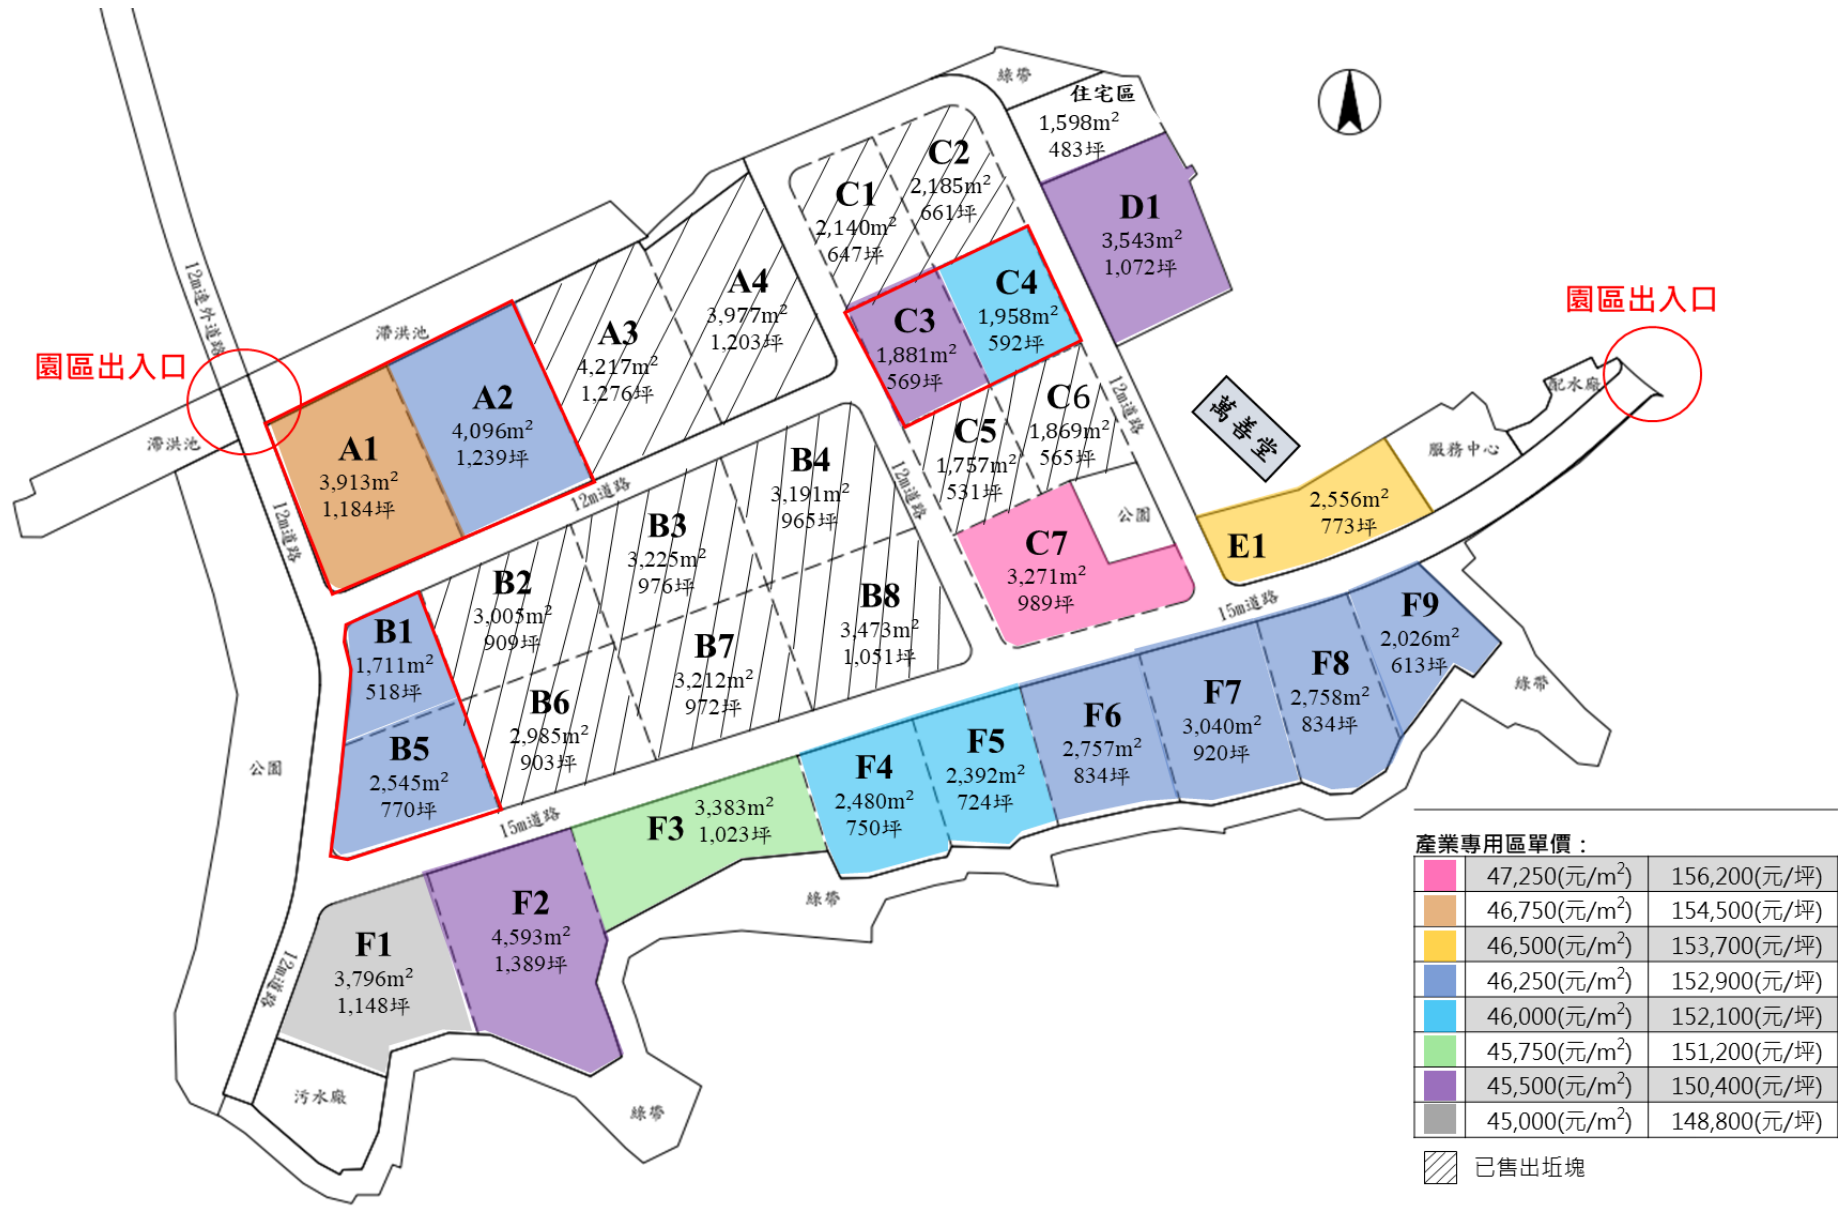 綠帶
住宅區
1,598m²
483坪
C2
2,185m²
661坪
C1
2,140m²
647坪
D1
3,543m²
1,072坪
12m連外道路
滯洪池
園區出入口
滯洪池
A4
3,977m²
1,203坪
A3
4,217m²
1,276坪
A2
4,096m²
1,239坪
A1
3,913m²
1,184坪
C4
1,958m²
592坪
C3
1,881m²
569坪
園區出入口
配水廠
服務中心
萬善堂
12m道路
12m道路
12m道路
12m道路
C6
1,869m²
565坪
C5
1,757m²
531坪
公園
C7
3,271m²
989坪
2,556m²
773坪
E1
B4
3,191m²
965坪
B3
3,225m²
976坪
B2
3,005m²
909坪
B1
1,711m²
518坪
B8
3,473m²
1,051坪
B7
3,212m²
972坪
B6
2,985m²
903坪
B5
2,545m²
770坪
公園
15m道路
15m道路
F9
2,026m²
613坪
F8
2,758m²
834坪
F7
3,040m²
920坪
F6
2,757m²
834坪
F5
2,392m²
724坪
F4
2,480m²
750坪
F3
3,383m²
1,023坪
F2
4,593m²
1,389坪
F1
3,796m²
1,148坪
綠帶
綠帶
綠帶
12m道路
污水廠
產業專用區單價：
47,250(元/m²) 156,200(元/坪)
46,750(元/m²) 154,500(元/坪)
46,500(元/m²) 153,700(元/坪)
46,250(元/m²) 152,900(元/坪)
46,000(元/m²) 152,100(元/坪)
45,750(元/m²) 151,200(元/坪)
45,500(元/m²) 150,400(元/坪)
45,000(元/m²) 148,800(元/坪)
已售出坵塊